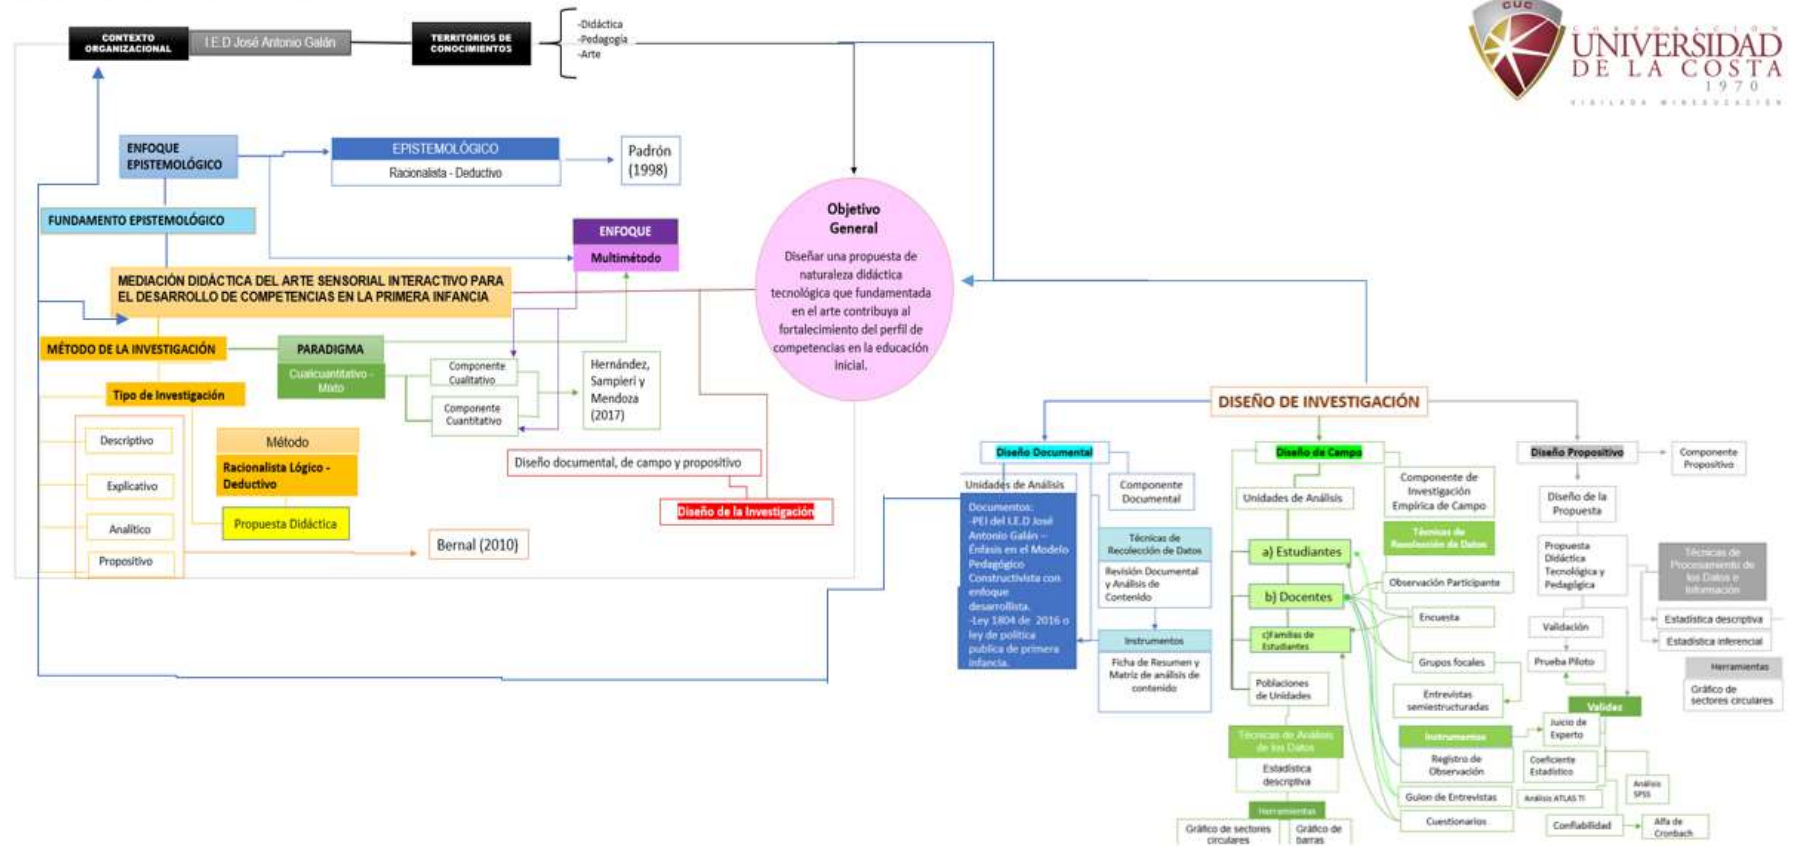 CONTEXTO
ORGANIZACIONAL
I.E.D José Antonio Galán
TERRITORIOS DE
CONOCIMIENTOS
-Didáctica
-Pedagogía
-Arte
CUC
CORPORACIÓN
UNIVERSIDAD
DE LA COSTA
1970
VIGILADA MINEDUCACIÓN
ENFOQUE
EPISTEMOLÓGICO
EPISTEMOLÓGICO
Racionalista - Deductivo
Padrón
(1998)
FUNDAMENTO EPISTEMOLÓGICO
ENFOQUE
Multimétodo
Objetivo
General
Diseñar una propuesta de
naturaleza didáctica
tecnológica que fundamentada
en el arte contribuya al
fortalecimiento del perfil de
competencias en la educación
inicial.
MEDIACIÓN DIDÁCTICA DEL ARTE SENSORIAL INTERACTIVO PARA
EL DESARROLLO DE COMPETENCIAS EN LA PRIMERA INFANCIA
MÉTODO DE LA INVESTIGACIÓN
PARADIGMA
Cualicuantitativo -
Mixto
Componente
Cualitativo
Componente
Cuantitativo
Hernández,
Sampieri y
Mendoza
(2017)
Tipo de Investigación
Descriptivo
Explicativo
Analítico
Propositivo
Método
Racionalista Lógico -
Deductivo
Propuesta Didáctica
Bernal (2010)
Diseño documental, de campo y propositivo
Diseño de la Investigación
DISEÑO DE INVESTIGACIÓN
Diseño Documental
Unidades de Análisis
Documentos:
-PEI del I.E.D José
Antonio Galán –
Énfasis en el Modelo
Pedagógico
Constructivista con
enfoque
desarrollista.
-Ley 1804 de 2016 o
ley de política
publica de primera
infancia.
Componente
Documental
Técnicas de
Recolección de Datos
Revisión Documental
y Análisis de
Contenido
Instrumentos
Ficha de Resumen y
Matriz de análisis de
contenido
Diseño de Campo
Unidades de Análisis
a) Estudiantes
b) Docentes
c)Familias de
Estudiantes
Poblaciones
de Unidades
Técnicas de Análisis
de los Datos
Estadística
descriptiva
Herramientas
Gráfico de sectores
circulares
Gráfico de
barras
Componente de
Investigación
Empírica de Campo
Técnicas de
Recolección de Datos
Observación Participante
Encuesta
Grupos focales
Entrevistas
semiestructuradas
Instrumentos
Registro de
Observación
Guion de Entrevistas
Cuestionarios
Diseño Propositivo
Componente
Propositivo
Diseño de la
Propuesta
Propuesta
Didáctica
Tecnológica y
Pedagógica
Validación
Prueba Piloto
Validez
Juicio de
Experto
Coeficiente
Estadístico
Análisis ATLAS TI
Análisis
SPSS
Confiabilidad
Alfa de
Cronbach
Técnicas de
Procesamiento de
los Datos e
Información
Estadística descriptiva
Estadística inferencial
Herramientas
Gráfico de
sectores circulares